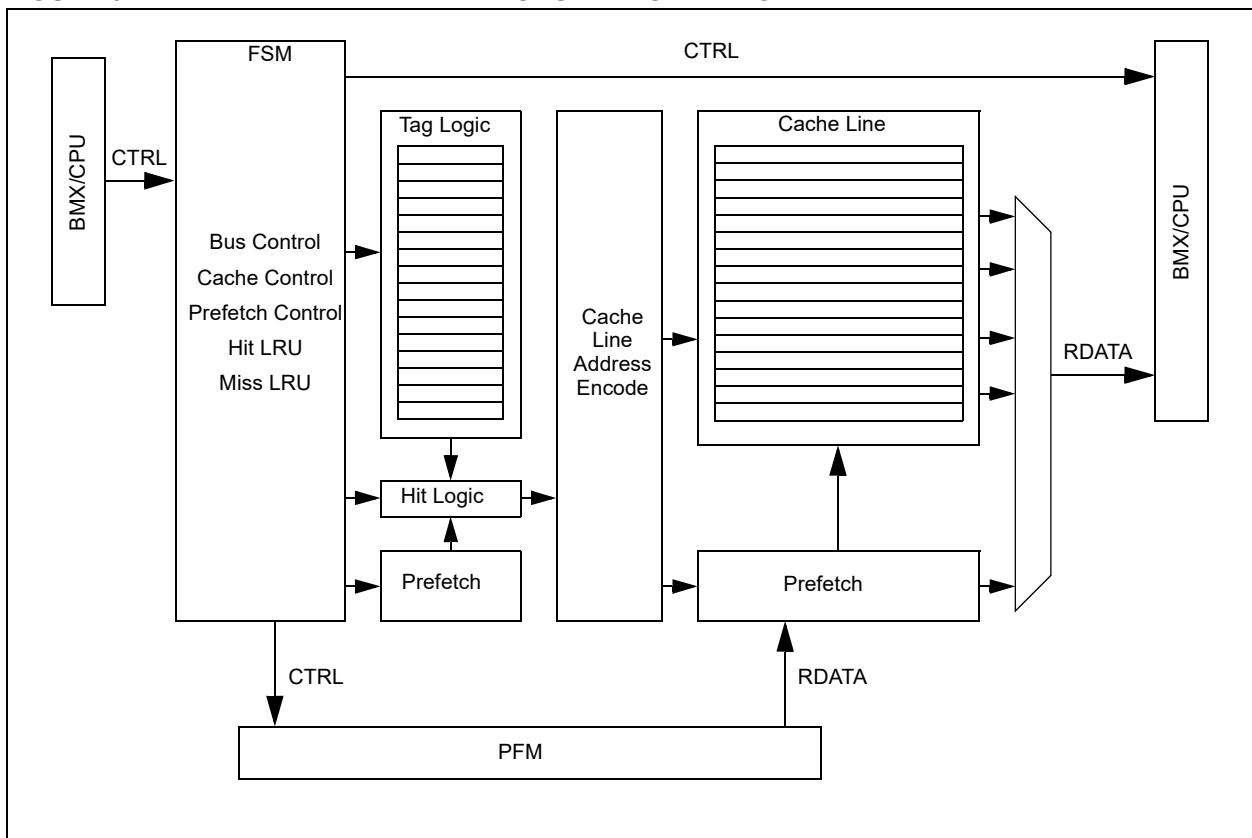 FSM
CTRL
BMX/CPU
CTRL
Tag Logic
Cache Line
BMX/CPU
Bus Control
Cache Control
Prefetch Control
Hit LRU
Miss LRU
Cache
Line
Address
Encode
RDATA
Hit Logic
Prefetch
Prefetch
CTRL
RDATA
PFM